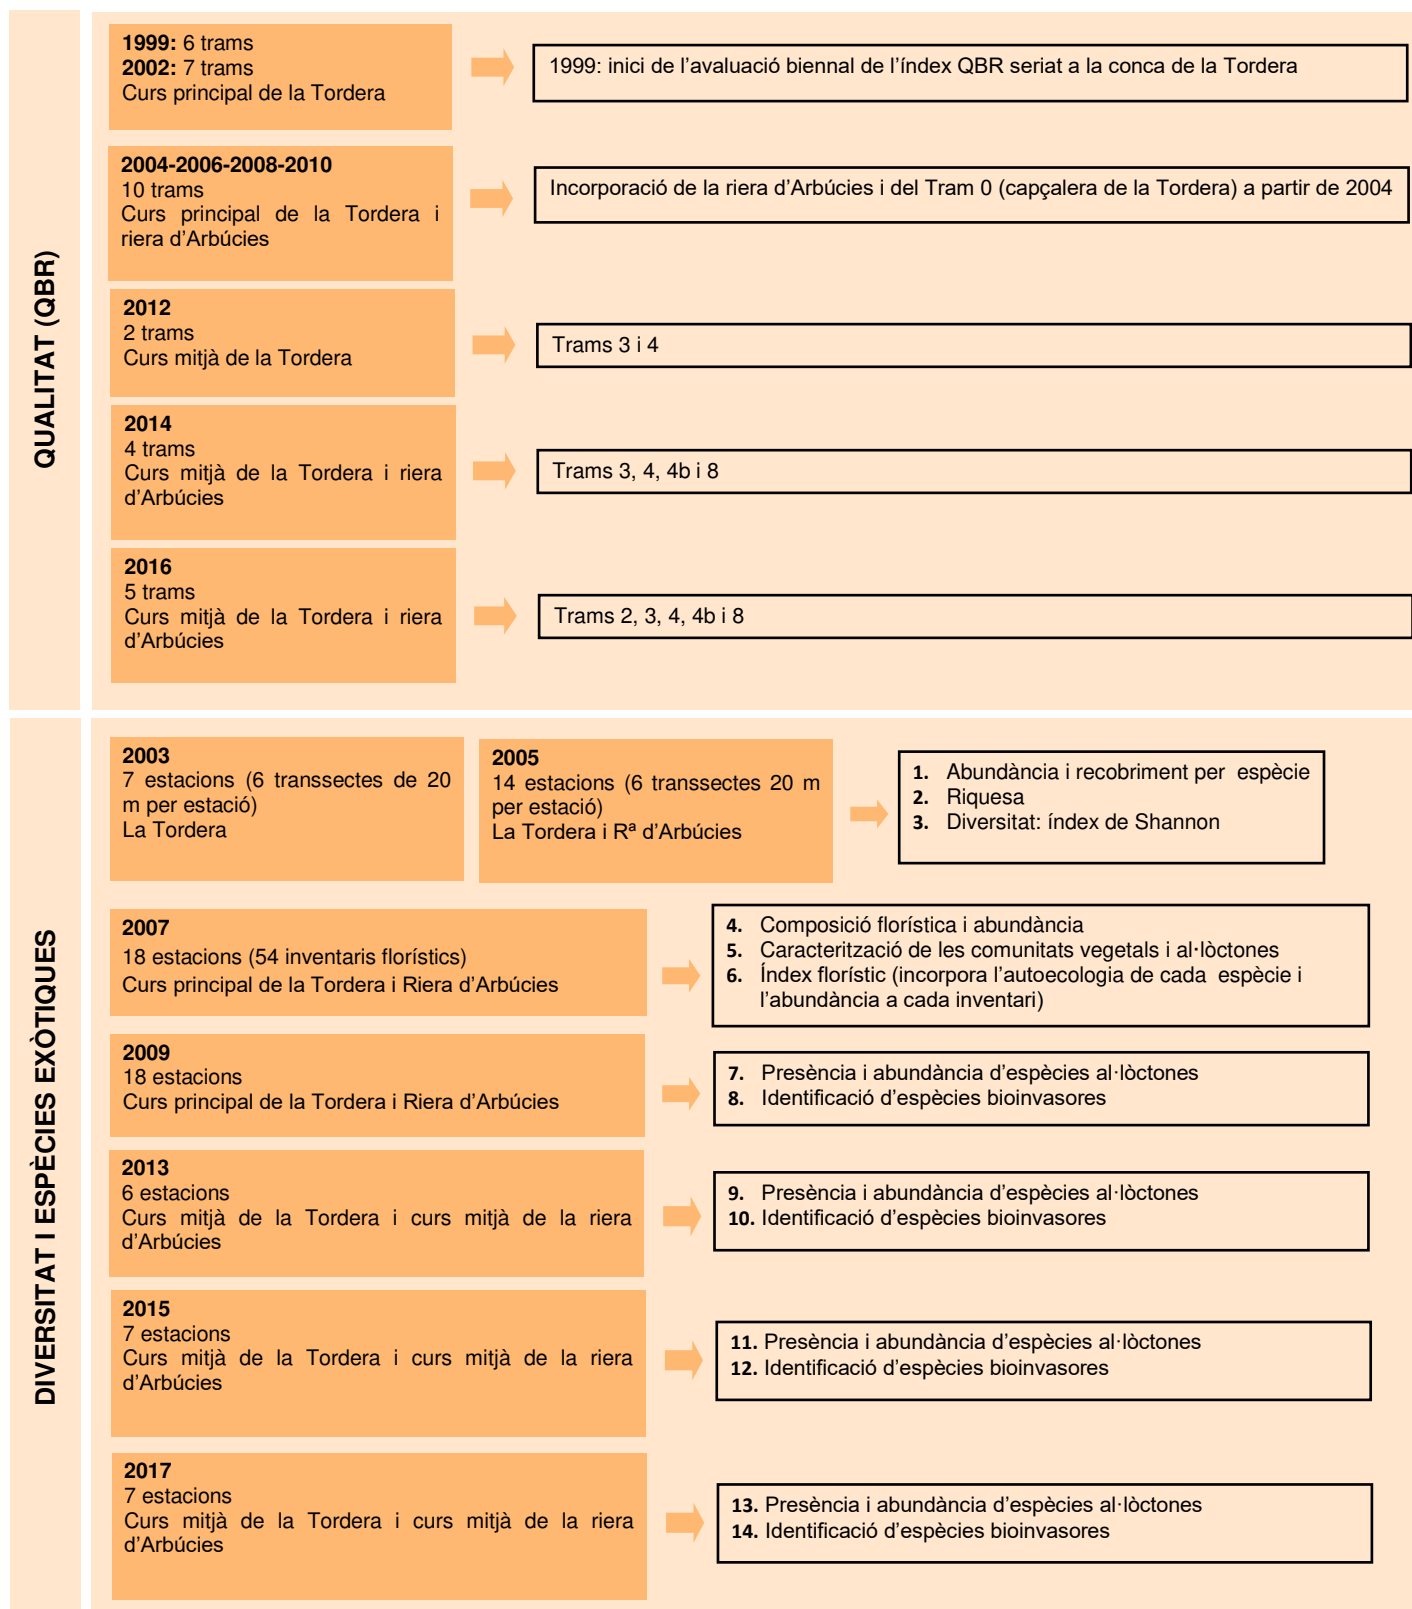 QUALITAT (QBR)
1999: 6 trams
2002: 7 trams
Curs principal de la Tordera
1999: inici de l’avaluació biennal de l’índex QBR seriat a la conca de la Tordera
2004-2006-2008-2010
10 trams
Curs principal de la Tordera i
riera d’Arbúcies
Incorporació de la riera d’Arbúcies i del Tram 0 (capçalera de la Tordera) a partir de 2004
2012
2 trams
Curs mitjà de la Tordera
Trams 3 i 4
2014
4 trams
Curs mitjà de la Tordera i riera
d’Arbúcies
Trams 3, 4, 4b i 8
2016
5 trams
Curs mitjà de la Tordera i riera
d’Arbúcies
Trams 2, 3, 4, 4b i 8
DIVERSITAT I ESPÈCIES EXÒTIQUES
2003
7 estacions (6 transsectes de 20
m per estació)
La Tordera
2005
14 estacions (6 transsectes 20 m
per estació)
La Tordera i Rª d’Arbúcies
1. Abundància i recobriment per espècie
2. Riquesa
3. Diversitat: índex de Shannon
2007
18 estacions (54 inventaris florístics)
Curs principal de la Tordera i Riera d’Arbúcies
4. Composició florística i abundància
5. Caracterització de les comunitats vegetals i al·lòctones
6. Índex florístic (incorpora l’autoecologia de cada espècie i
l’abundància a cada inventari)
2009
18 estacions
Curs principal de la Tordera i Riera d’Arbúcies
7. Presència i abundància d’espècies al·lòctones
8. Identificació d’espècies bioinvasores
2013
6 estacions
Curs mitjà de la Tordera i curs mitjà de la riera
d’Arbúcies
9. Presència i abundància d’espècies al·lòctones
10. Identificació d’espècies bioinvasores
2015
7 estacions
Curs mitjà de la Tordera i curs mitjà de la riera
d’Arbúcies
11. Presència i abundància d’espècies al·lòctones
12. Identificació d’espècies bioinvasores
2017
7 estacions
Curs mitjà de la Tordera i curs mitjà de la riera
d’Arbúcies
13. Presència i abundància d’espècies al·lòctones
14. Identificació d’espècies bioinvasores